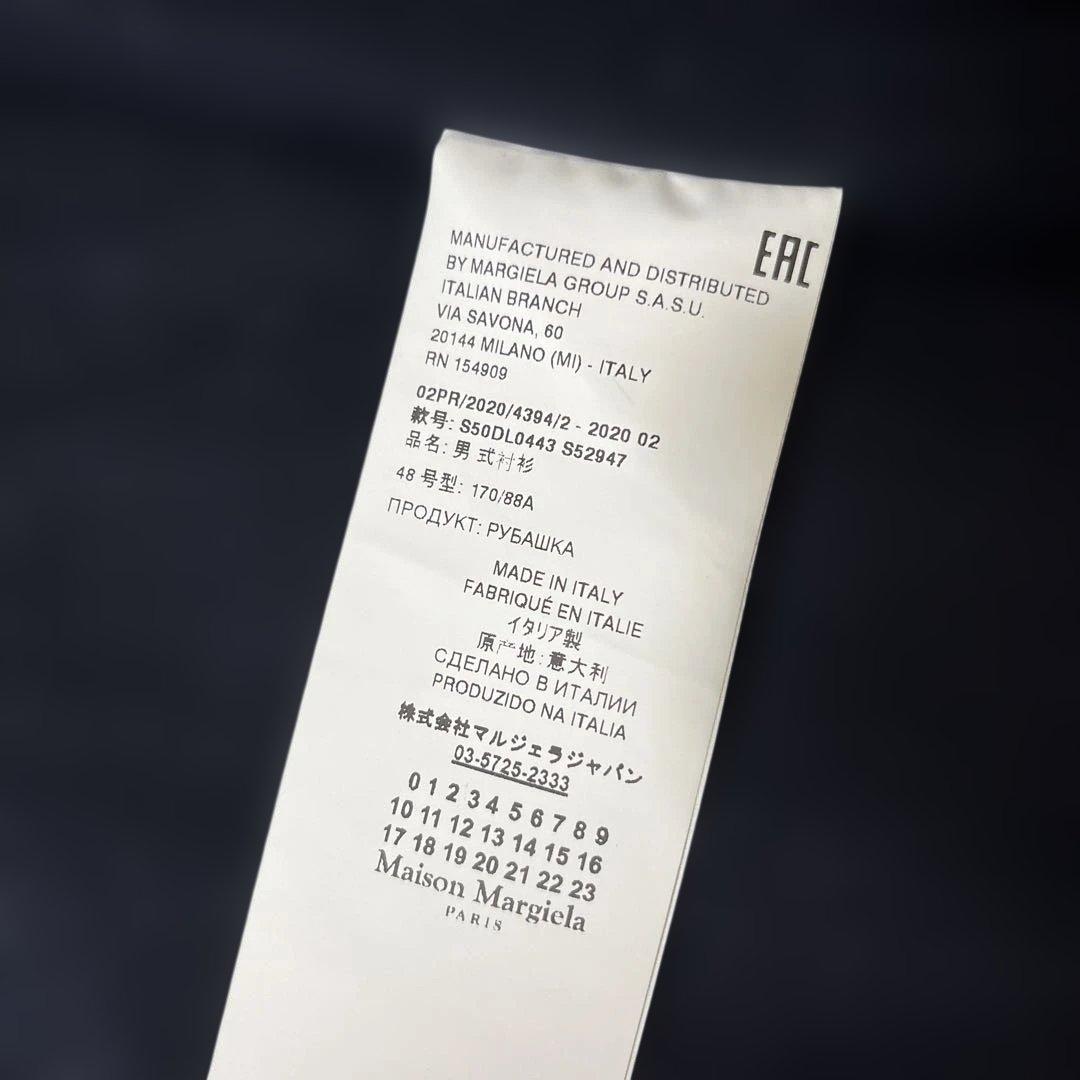 EAC
MANUFACTURED AND DISTRIBUTED
BY MARGIELA GROUP S.A.S.U.
ITALIAN BRANCH
VIA SAVONA, 60
20144 MILANO (MI) - ITALY
RN 154909
02PR/2020/4394/2 - 2020 02
款号: S50DL0443 S52947
品名: 男式衬衫
48 号型: 170/88A
ПРОДУКТ: РУБАШКА
MADE IN ITALY
FABRIQUÉ EN ITALIE
イタリア製
原产地: 意大利
СДЕЛАНО В ИТАЛИИ
PRODUZIDO NA ITALIA
株式会社マルジェラジャパン
03-5725-2333
0 1 2 3 4 5 6 7 8 9
10 11 12 13 14 15 16
17 18 19 20 21 22 23
Maison Margiela
PARIS